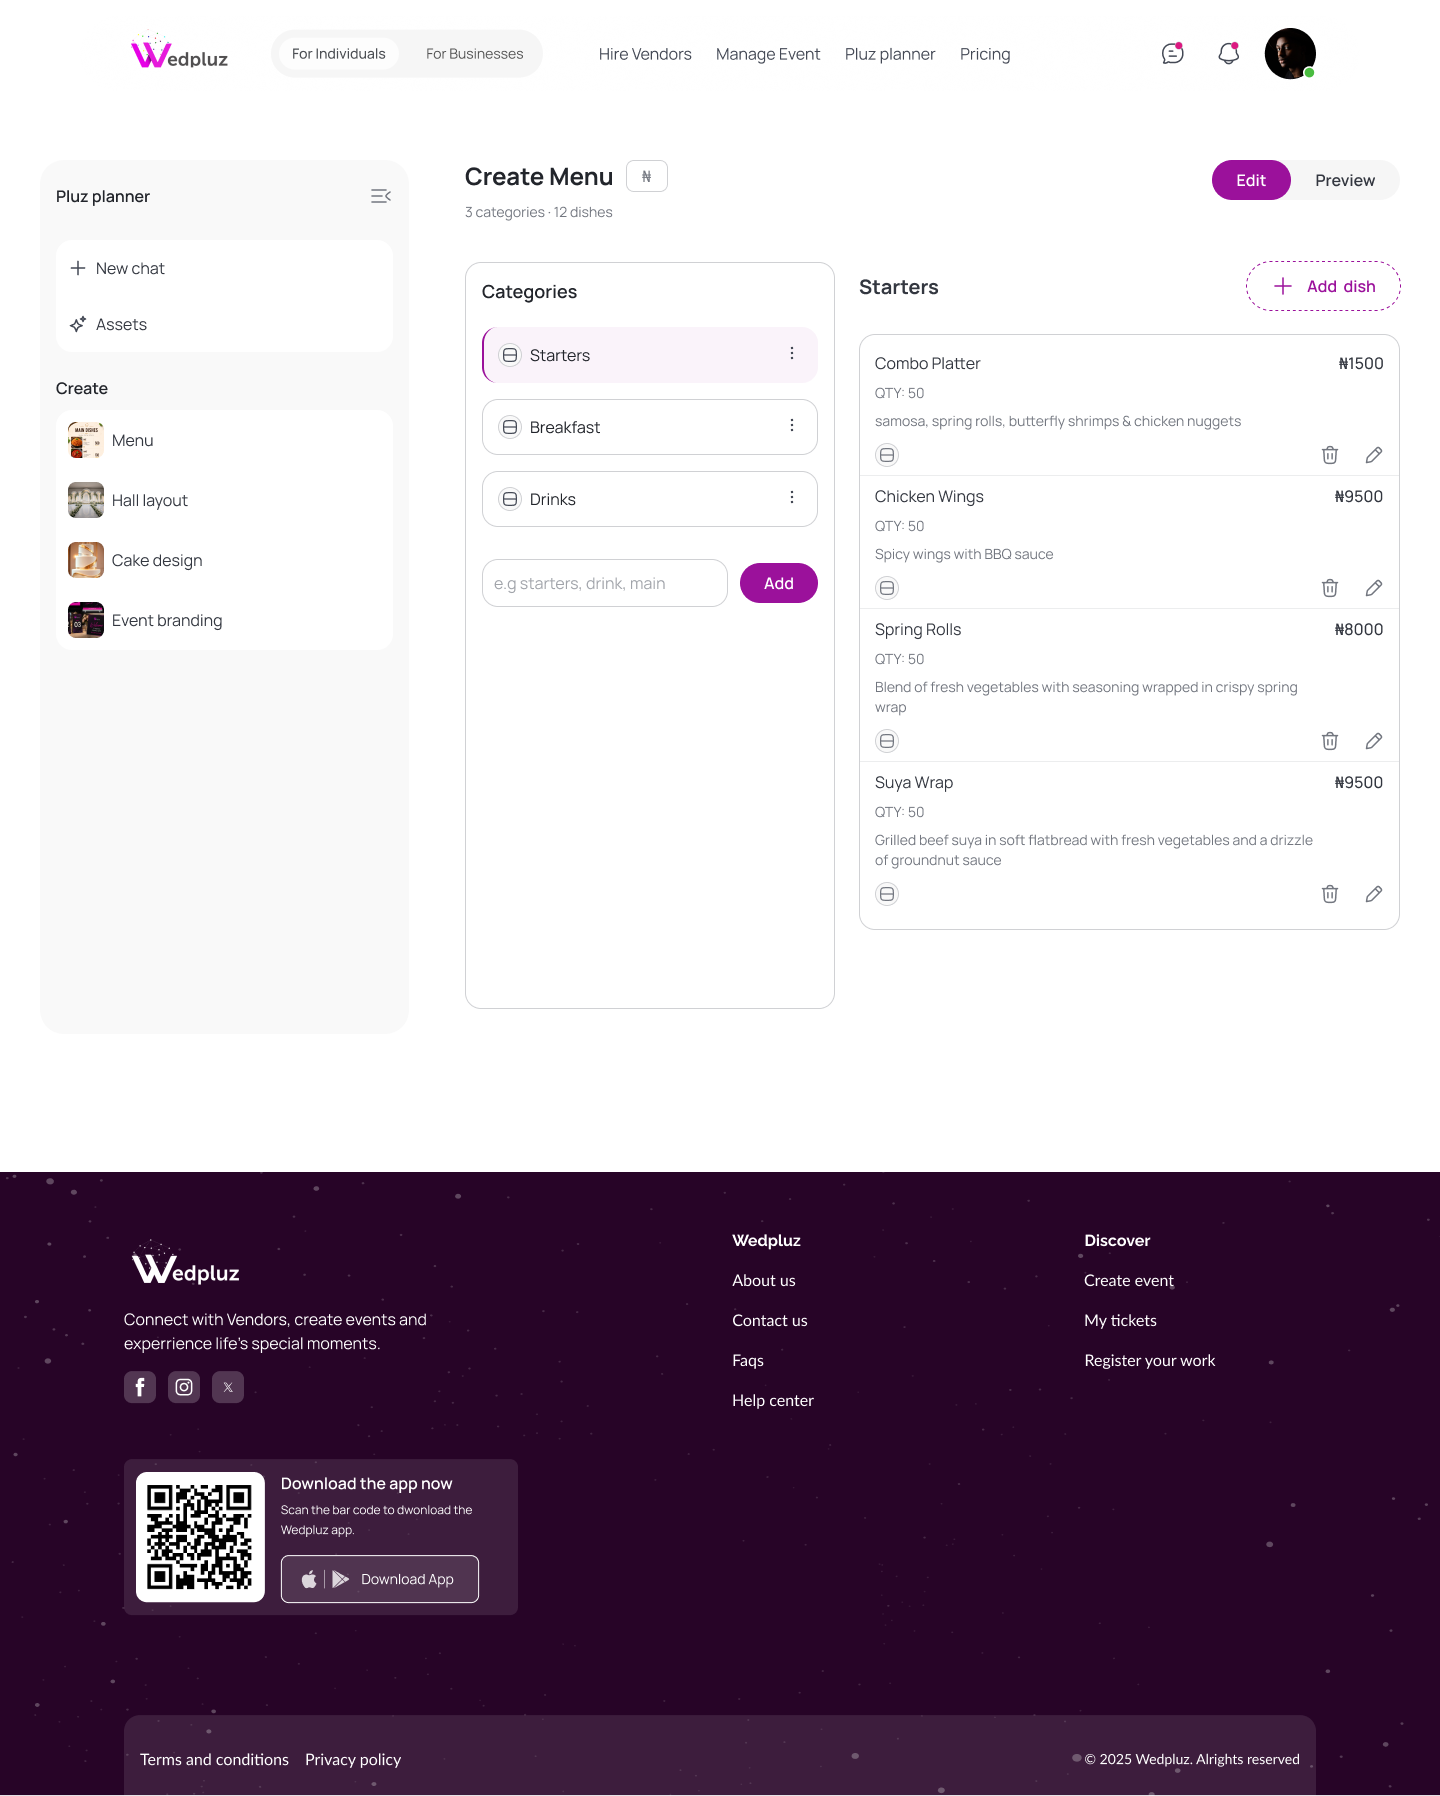 Wedpluz
For Individuals
For Businesses
Hire Vendors
Manage Event
Pluz planner
Pricing
Pluz planner
New chat
Assets
Create
Menu
Hall layout
Cake design
Event branding
Create Menu
₦
3 categories · 12 dishes
Edit
Preview
Categories
Starters
Breakfast
Drinks
e.g starters, drink, main
Add
Starters
Add dish
Combo Platter
₦1500
QTY: 50
samosa, spring rolls, butterfly shrimps & chicken nuggets
Chicken Wings
₦9500
QTY: 50
Spicy wings with BBQ sauce
Spring Rolls
₦8000
QTY: 50
Blend of fresh vegetables with seasoning wrapped in crispy spring
wrap
Suya Wrap
₦9500
QTY: 50
Grilled beef suya in soft flatbread with fresh vegetables and a drizzle
of groundnut sauce
Wedpluz
Connect with Vendors, create events and
experience life's special moments.
Download the app now
Scan the bar code to dwonload the
Wedpluz app.
Download App
Wedpluz
About us
Contact us
Faqs
Help center
Discover
Create event
My tickets
Register your work
Terms and conditions
Privacy policy
© 2025 Wedpluz. Alrights reserved